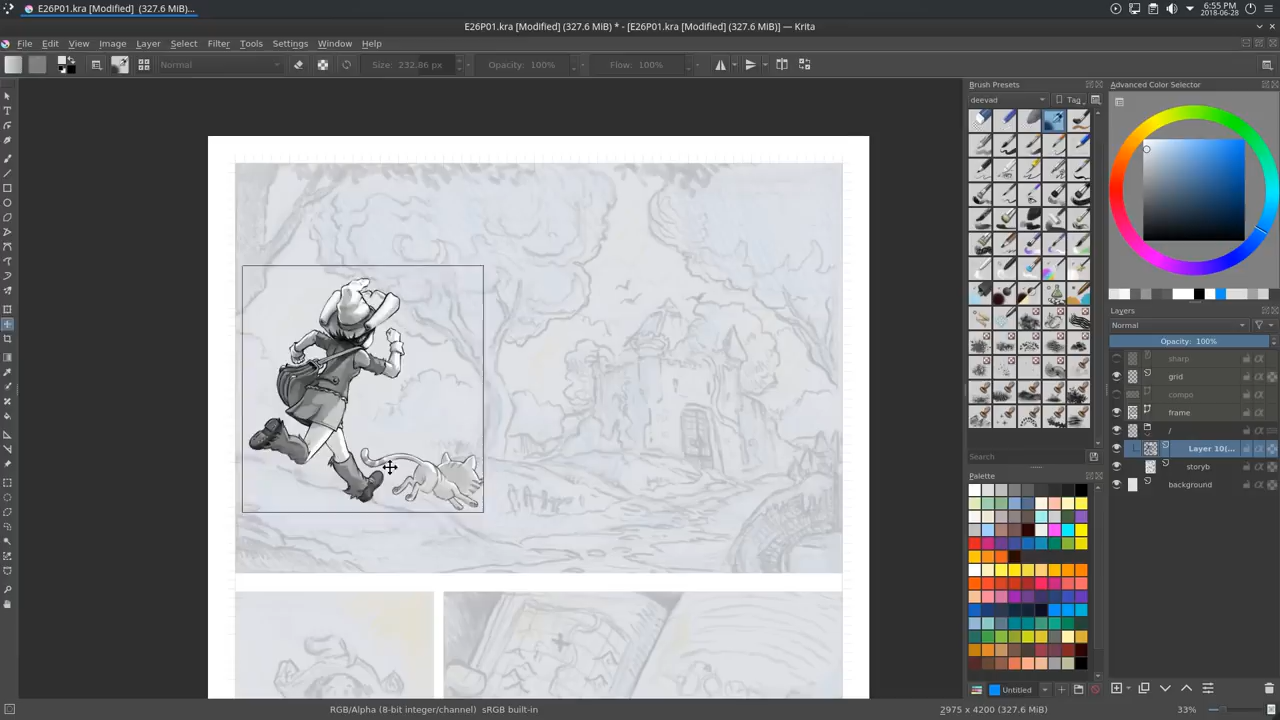 E26P01.kra [Modified] (327.6 MiB)...
6:55 PM
2018-06-28
E26P01.kra [Modified] (327.6 MiB) * - [E26P01.kra [Modified] (327.6 MiB)] — Krita
File Edit View Image Layer Select Filter Tools Settings Window Help
Normal Size: 232.86 px Opacity: 100% Flow: 100%
Brush Presets
deevad Tag
Search
Palette
Untitled
Advanced Color Selector
Layers
Normal
Opacity: 100%
sharp
grid
compo
frame
/
Layer 10(...
storyb
background
RGB/Alpha (8-bit integer/channel) sRGB built-in 2975 x 4200 (327.6 MiB) 33%